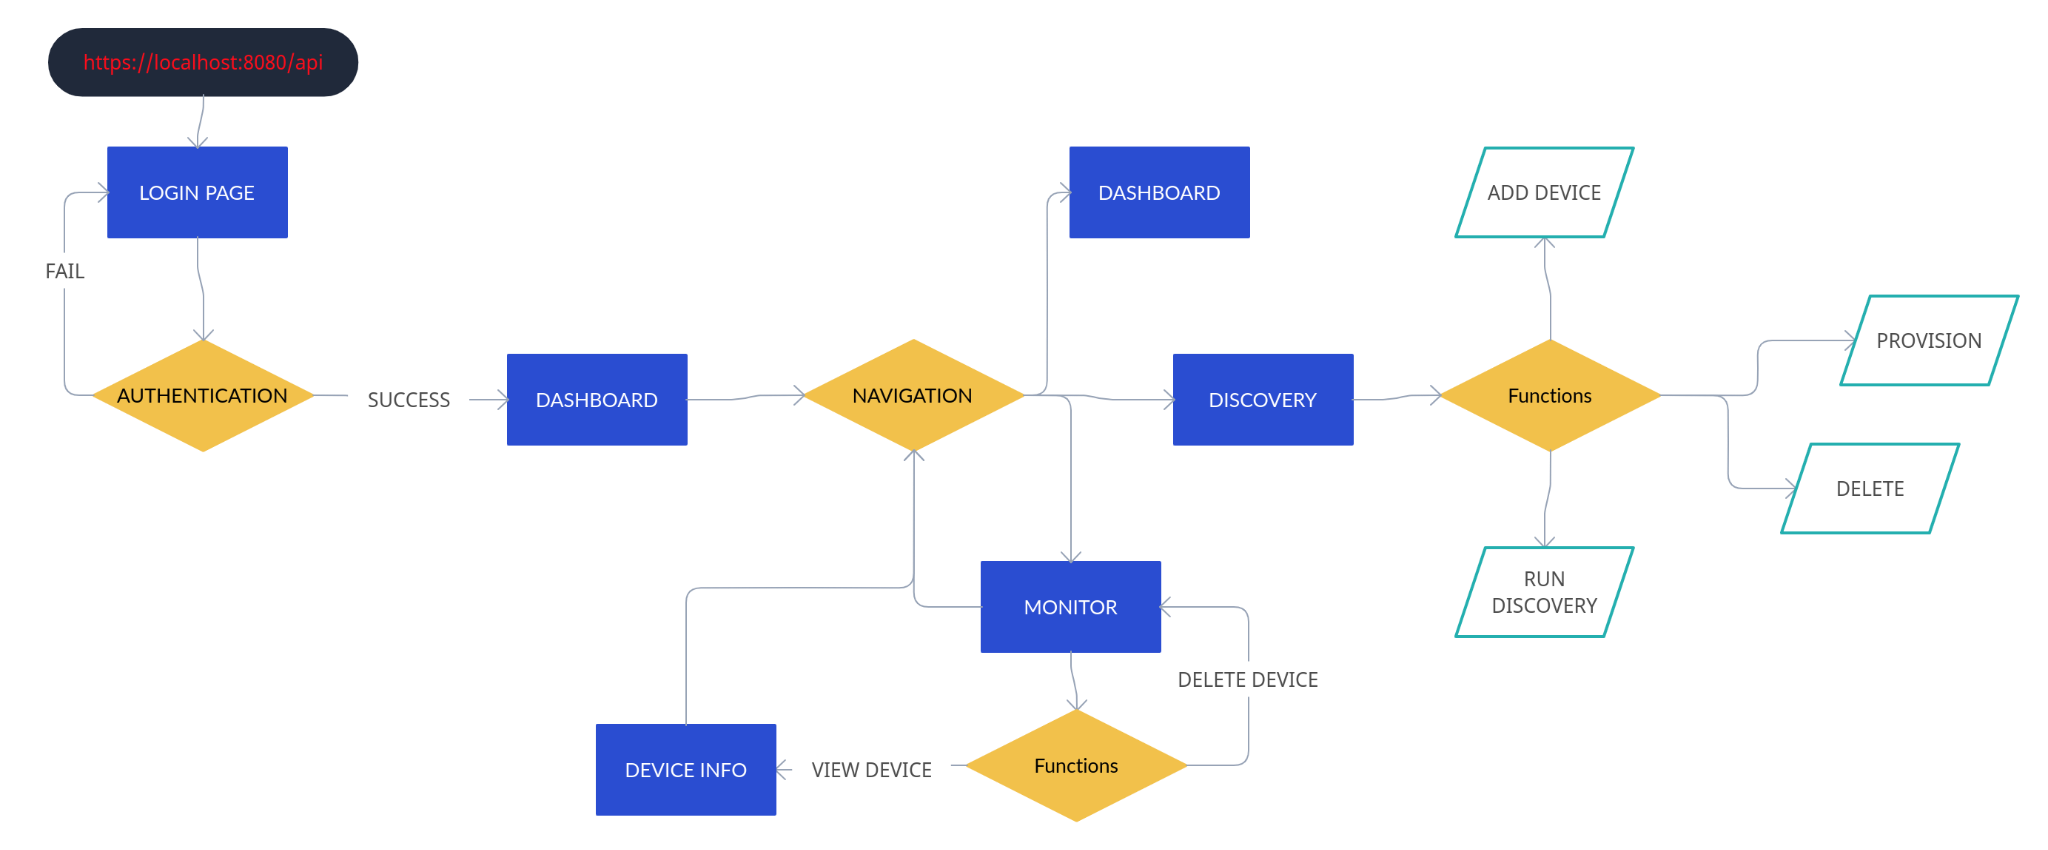 https://localhost:8080/api
LOGIN PAGE
DASHBOARD
ADD DEVICE
FAIL
PROVISION
AUTHENTICATION
SUCCESS
DASHBOARD
NAVIGATION
DISCOVERY
Functions
DELETE
RUN
DISCOVERY
MONITOR
DELETE DEVICE
DEVICE INFO
VIEW DEVICE
Functions